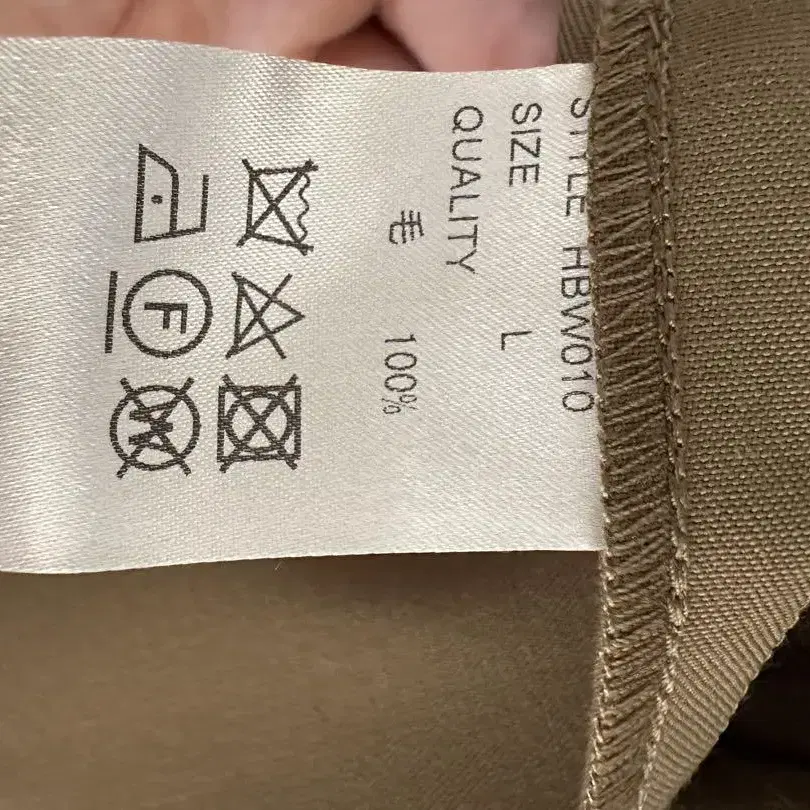 STYLE HBW010
SIZE L
QUALITY
毛 100%
F
W